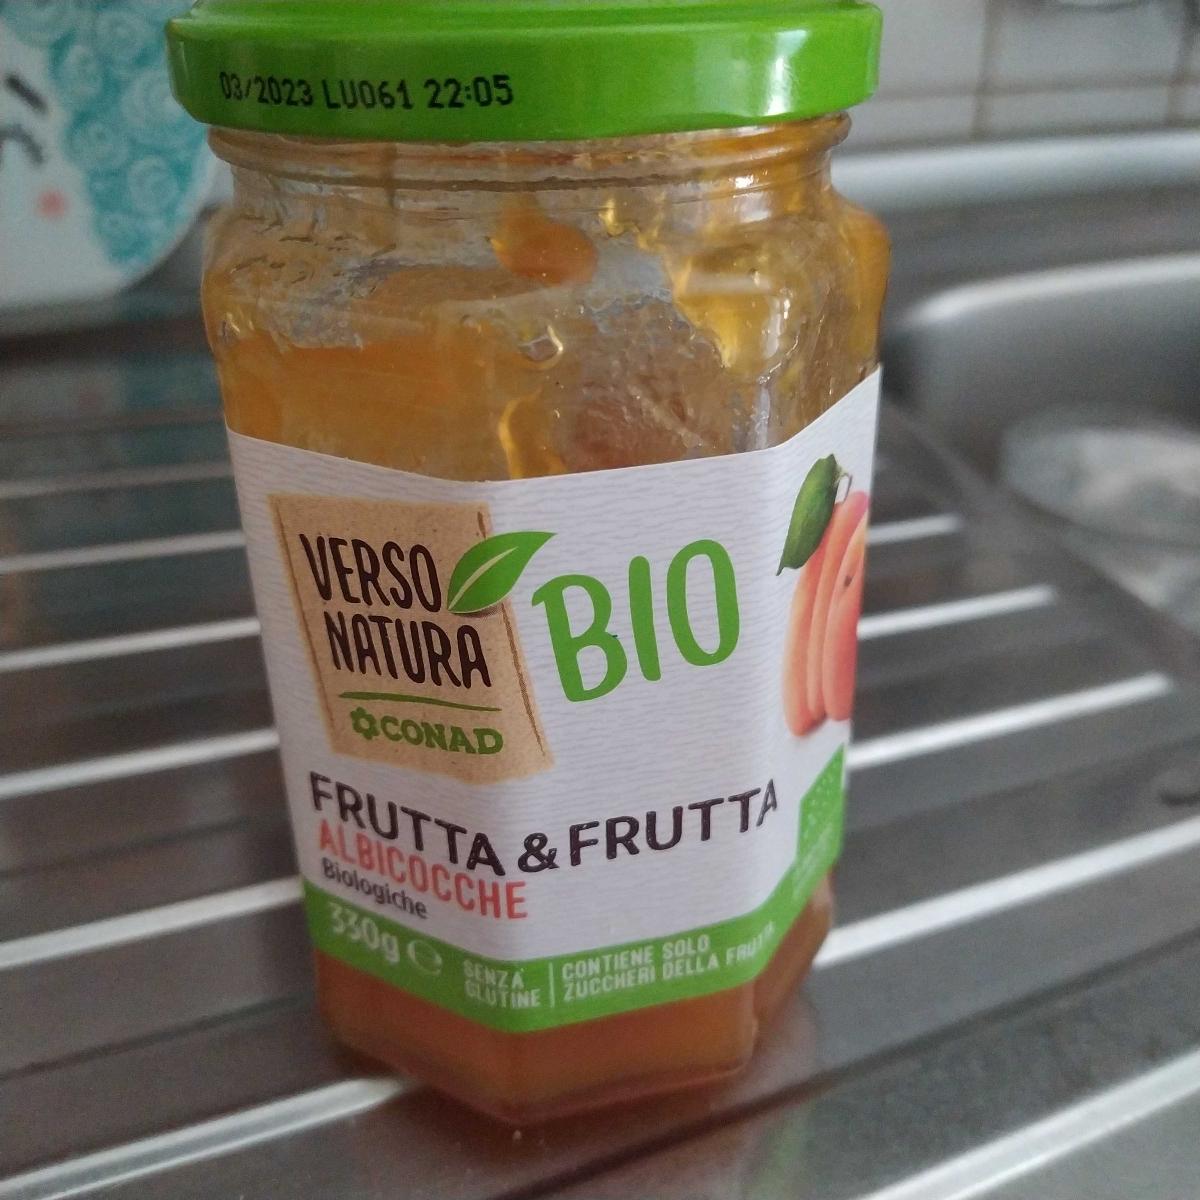 03/2023 LU061 22:05
VERSO
NATURA
CONAD
BIO
FRUTTA & FRUTTA
ALBICOCCHE
Biologiche
330g ℮
SENZA
GLUTINE
CONTIENE SOLO
ZUCCHERI DELLA FRUTTA